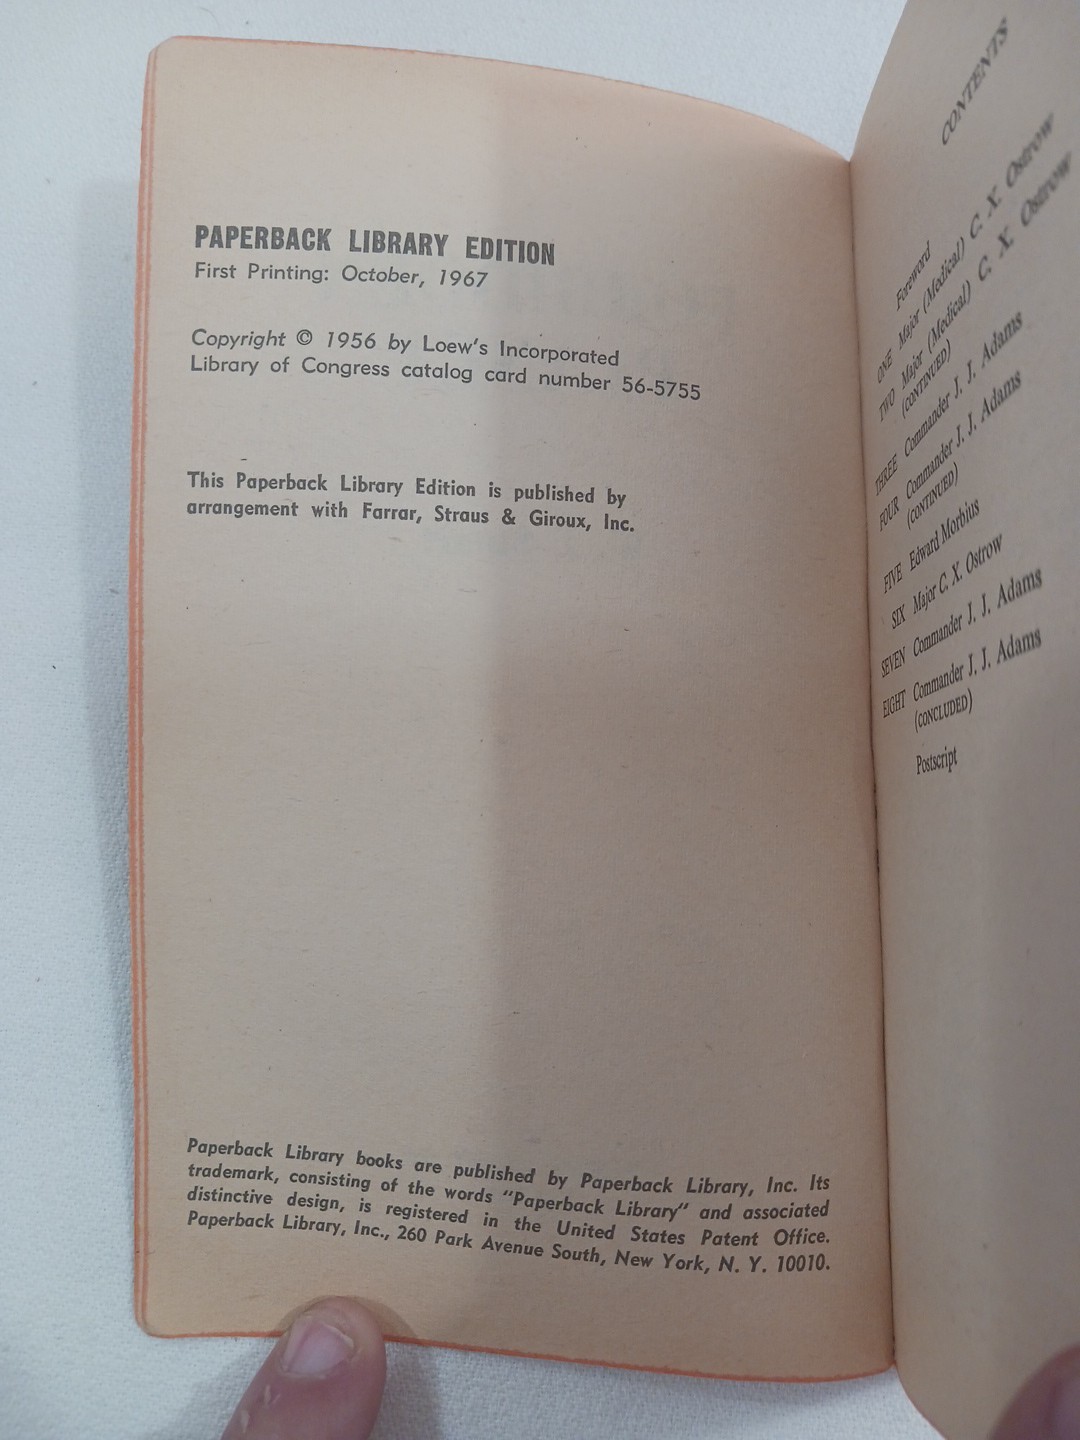 PAPERBACK LIBRARY EDITION
First Printing: October, 1967
Copyright © 1956 by Loew's Incorporated
Library of Congress catalog card number 56-5755
This Paperback Library Edition is published by
arrangement with Farrar, Straus & Giroux, Inc.
Paperback Library books are published by Paperback Library, Inc. Its
trademark, consisting of the words "Paperback Library" and associated
distinctive design, is registered in the United States Patent Office.
Paperback Library, Inc., 260 Park Avenue South, New York, N. Y. 10010.
CONTENTS
Foreword
ONE Major (Medical) C. X. Ostrow
TWO Major (Medical) C. X. Ostrow
(CONTINUED)
THREE Commander J. J. Adams
FOUR Commander J. J. Adams
(CONTINUED)
FIVE Edward Morbius
SIX Major C. X. Ostrow
SEVEN Commander J. J. Adams
EIGHT Commander J. J. Adams
(CONCLUDED)
Postscript